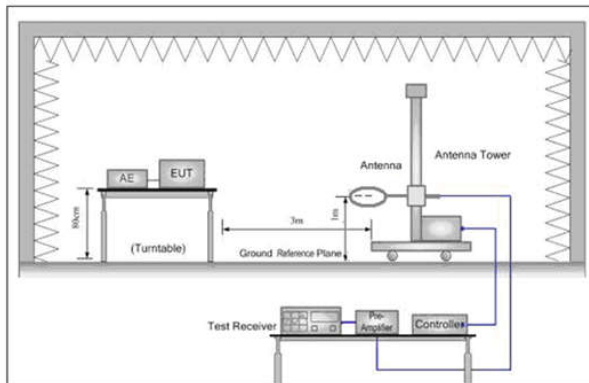 Antenna
Antenna Tower
AE
EUT
80cm
(Turntable)
3m
1m
Ground Reference Plane
Test Receiver
Pre-
Amplifier
Controller